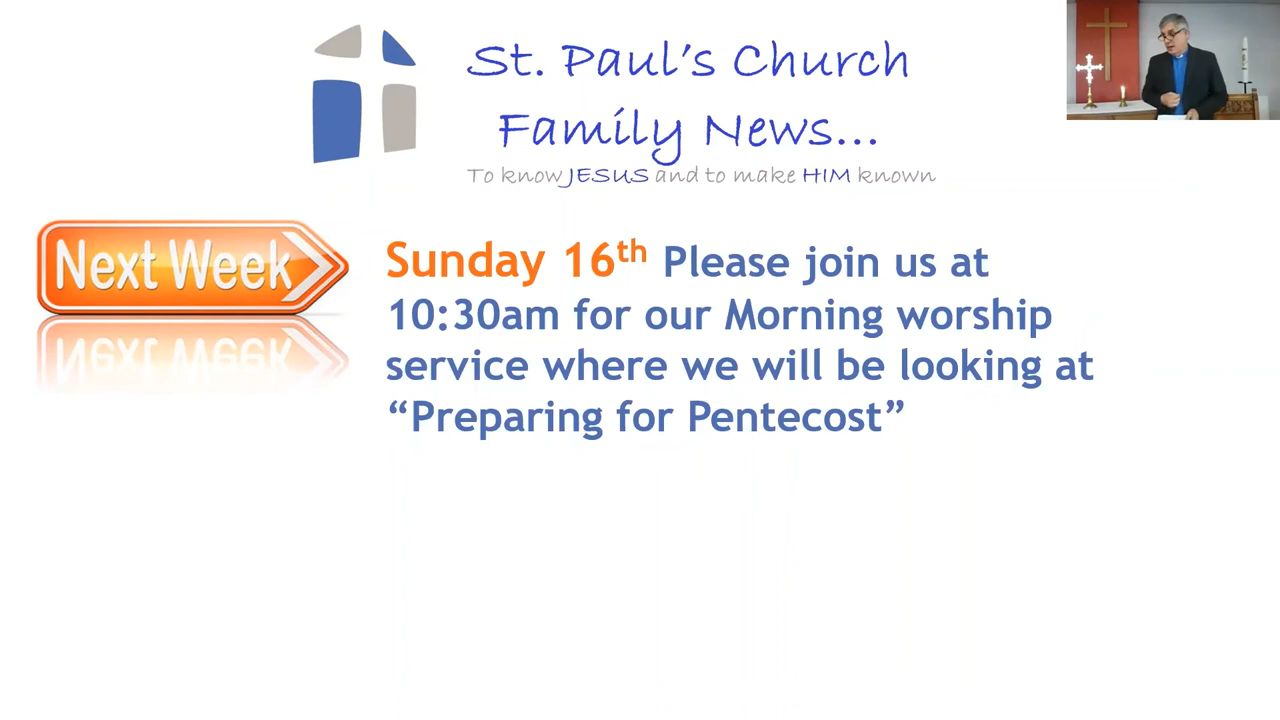 St. Paul's Church
Family News...
To know JESUS and to make HIM known
Next Week
Sunday 16th Please join us at
10:30am for our Morning worship
service where we will be looking at
“Preparing for Pentecost”